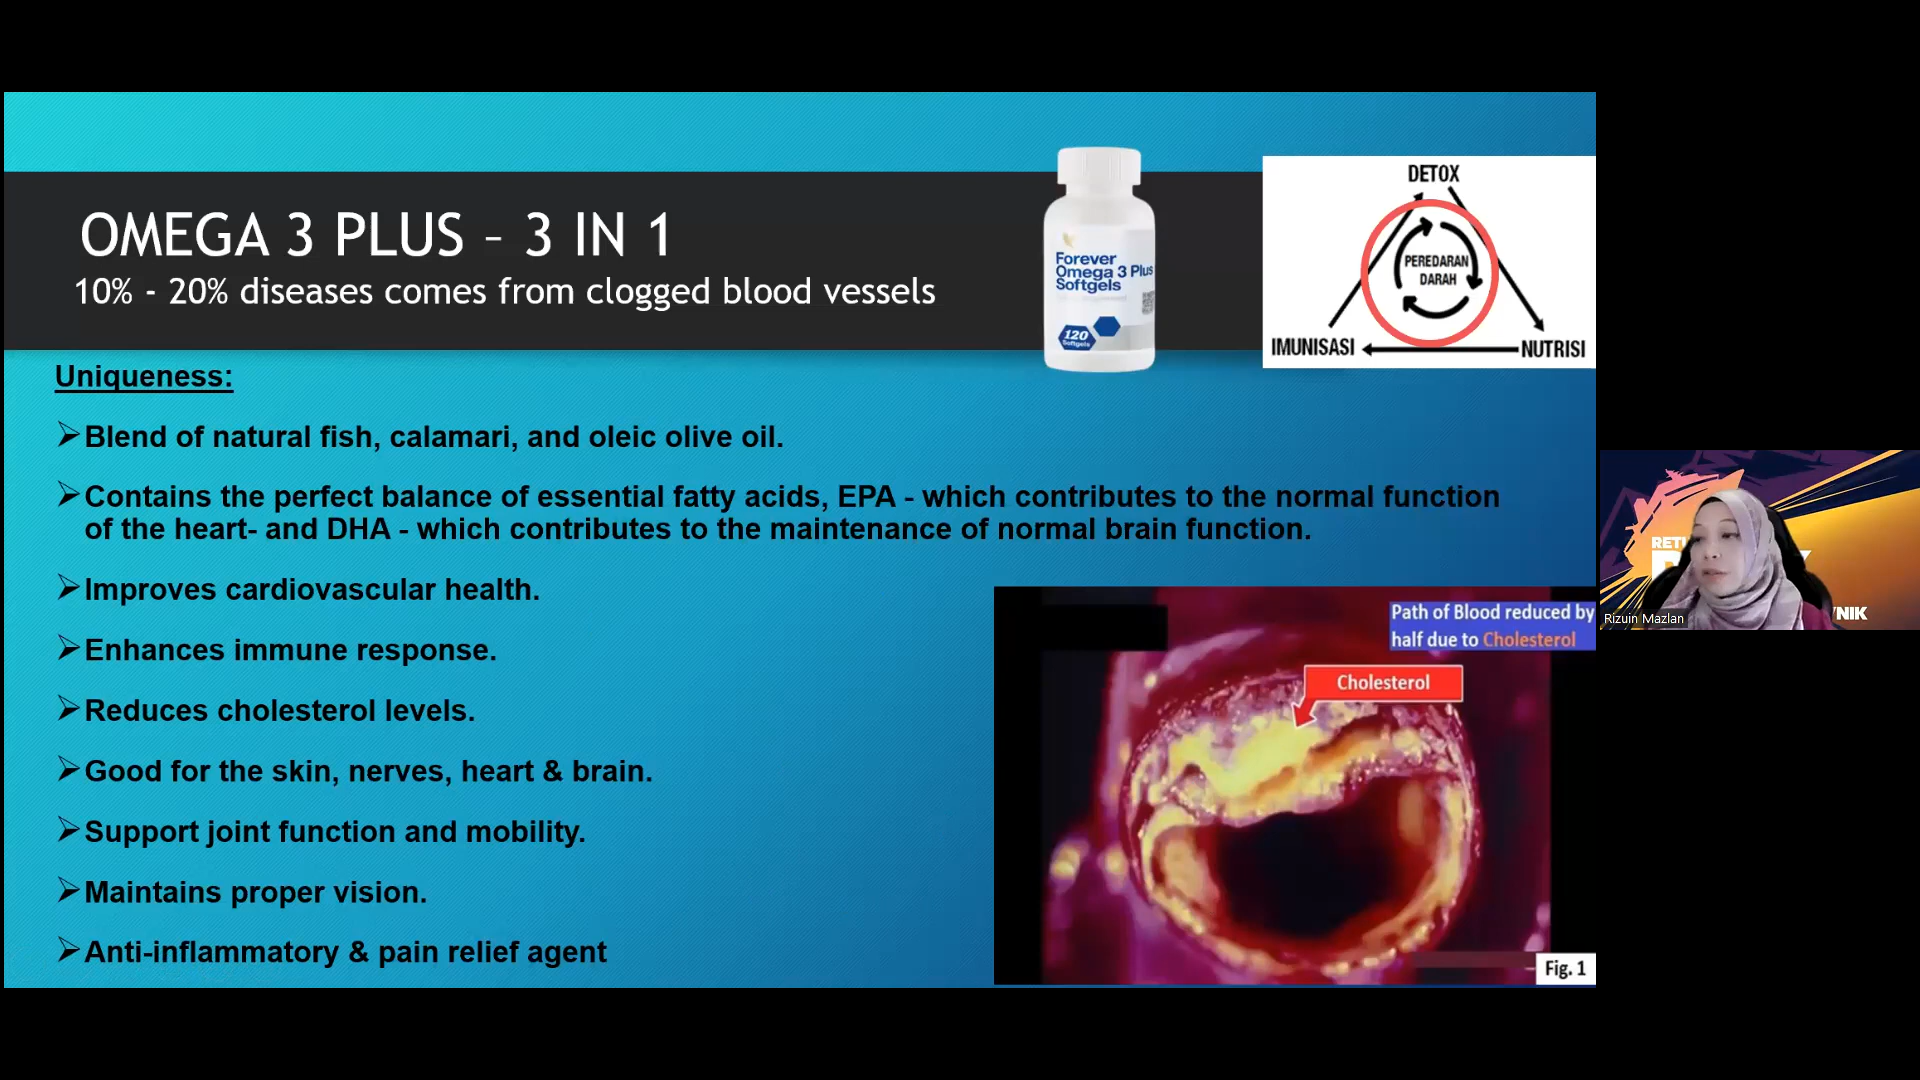 OMEGA 3 PLUS – 3 IN 1
10% - 20% diseases comes from clogged blood vessels
Forever
Omega 3 Plus
Softgels
120
Softgels
DETOX
PEREDARAN
DARAH
IMUNISASI
NUTRISI
Uniqueness:
➢Blend of natural fish, calamari, and oleic olive oil.
➢Contains the perfect balance of essential fatty acids, EPA - which contributes to the normal function
of the heart- and DHA - which contributes to the maintenance of normal brain function.
➢Improves cardiovascular health.
➢Enhances immune response.
➢Reduces cholesterol levels.
➢Good for the skin, nerves, heart & brain.
➢Support joint function and mobility.
➢Maintains proper vision.
➢Anti-inflammatory & pain relief agent
Path of Blood reduced by
half due to Cholesterol
Cholesterol
Fig. 1
Rizuin Mazlan